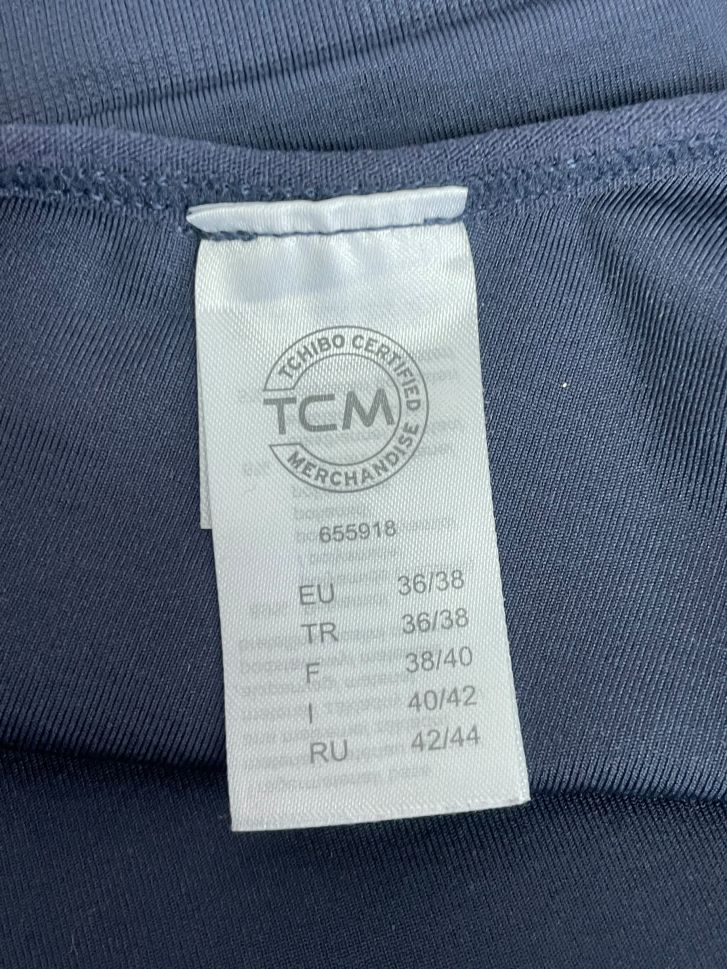 TCHIBO CERTIFIED
TCM
MERCHANDISE
655918
EU 36/38
TR 36/38
F 38/40
I 40/42
RU 42/44